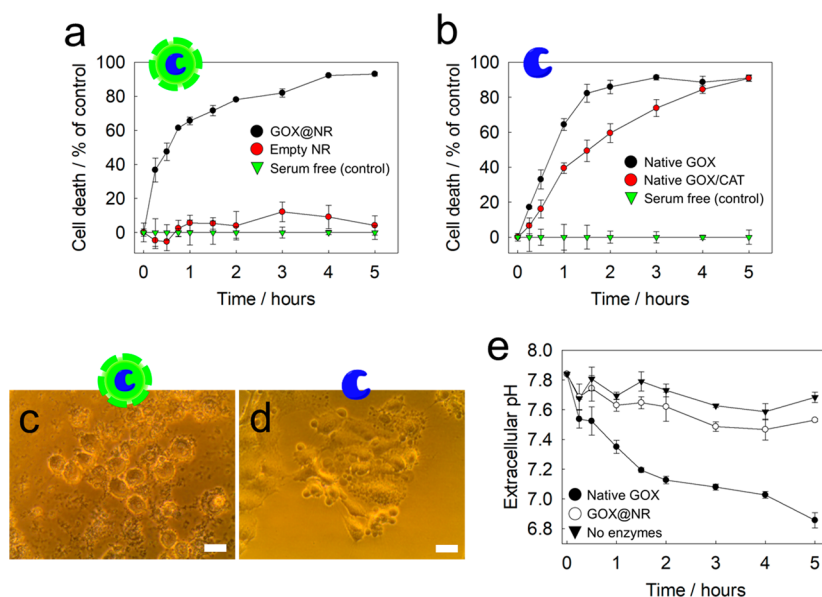 a
100
80
60
40
20
0
Cell death / % of control
GOX@NR
Empty NR
Serum free (control)
0 1 2 3 4 5
Time / hours
b
100
80
60
40
20
0
Cell death / % of control
Native GOX
Native GOX/CAT
Serum free (control)
0 1 2 3 4 5
Time / hours
c
d
e
8.0
7.8
7.6
7.4
7.2
7.0
6.8
Extracellular pH
Native GOX
GOX@NR
No enzymes
0 1 2 3 4 5
Time / hours